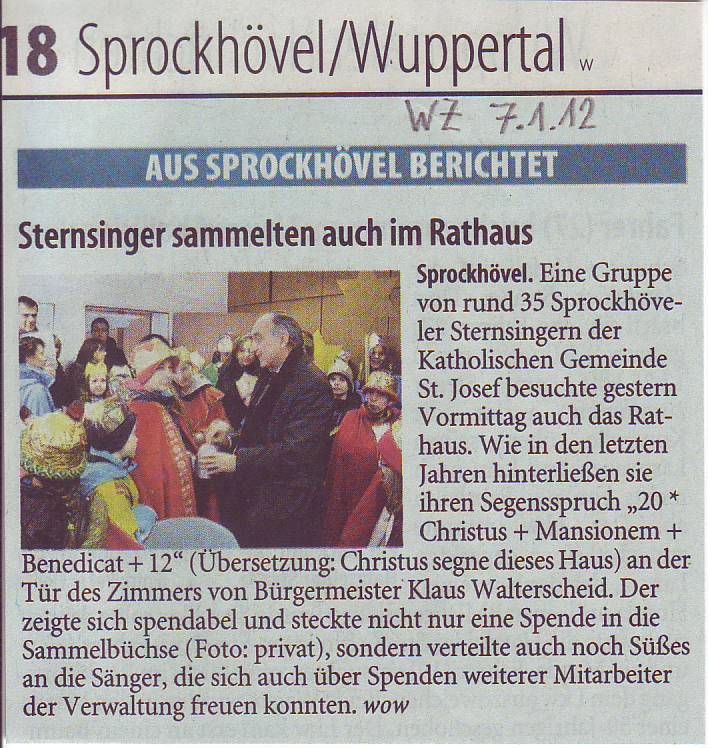 18 Sprockhövel/Wuppertal w
WZ 7.1.12
AUS SPROCKHÖVEL BERICHTET
Sternsinger sammelten auch im Rathaus
Sprockhövel. Eine Gruppe
von rund 35 Sprockhöve-
ler Sternsingern der
Katholischen Gemeinde
St. Josef besuchte gestern
Vormittag auch das Rat-
haus. Wie in den letzten
Jahren hinterließen sie
ihren Segensspruch „20 *
Christus + Mansionem +
Benedicat + 12“ (Übersetzung: Christus segne dieses Haus) an der
Tür des Zimmers von Bürgermeister Klaus Walterscheid. Der
zeigte sich spendabel und steckte nicht nur eine Spende in die
Sammelbüchse (Foto: privat), sondern verteilte auch noch Süßes
an die Sänger, die sich auch über Spenden weiterer Mitarbeiter
der Verwaltung freuen konnten. wow